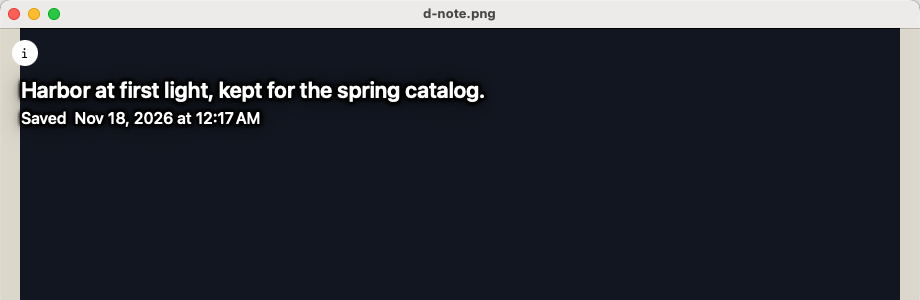 d-note.png
i
Harbor at first light, kept for the spring catalog.
Saved Nov 18, 2026 at 12:17 AM